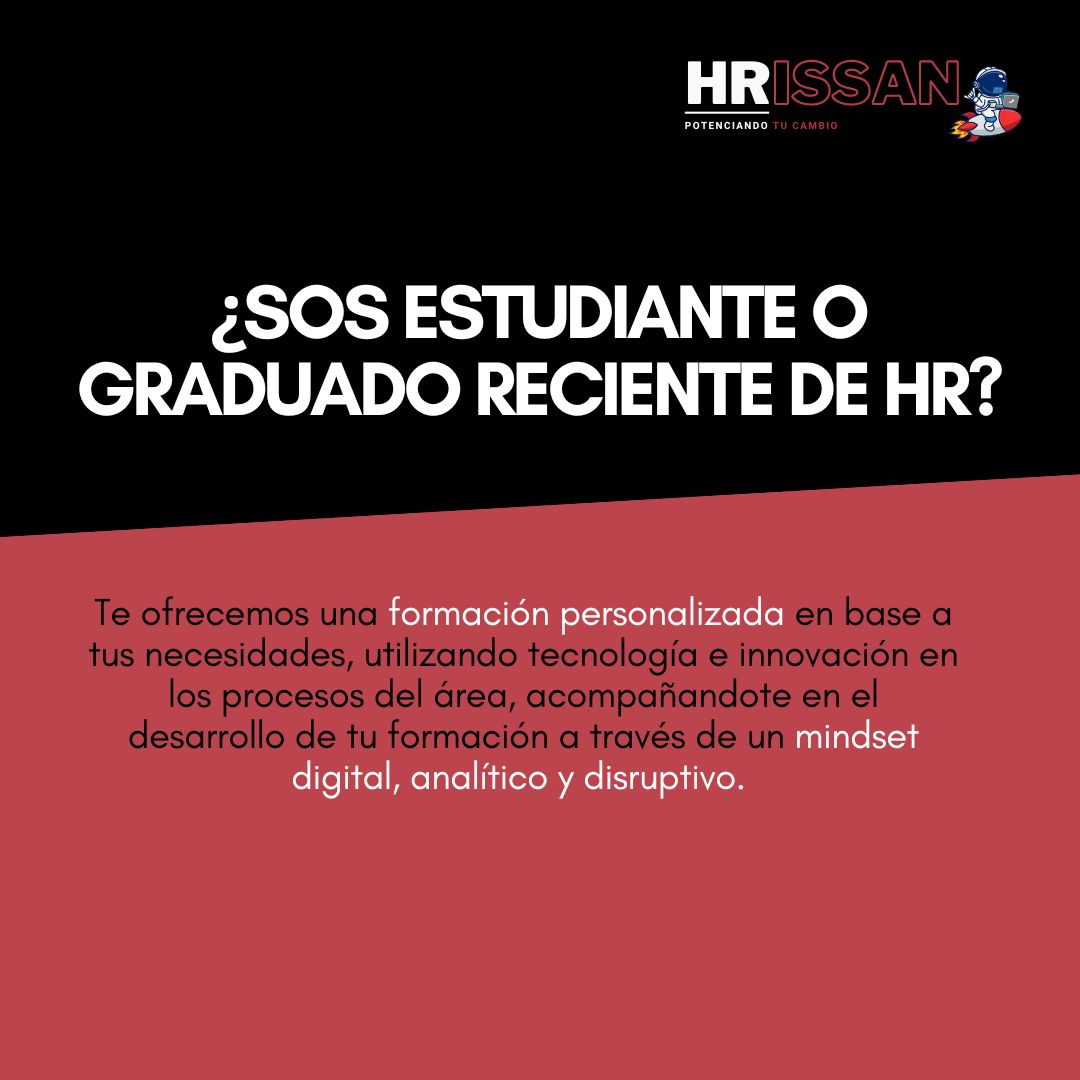 HRISSAN
POTENCIANDO TU CAMBIO
¿SOS ESTUDIANTE O
GRADUADO RECIENTE DE HR?
Te ofrecemos una formación personalizada en base a
tus necesidades, utilizando tecnología e innovación en
los procesos del área, acompañandote en el
desarrollo de tu formación a través de un mindset
digital, analítico y disruptivo.